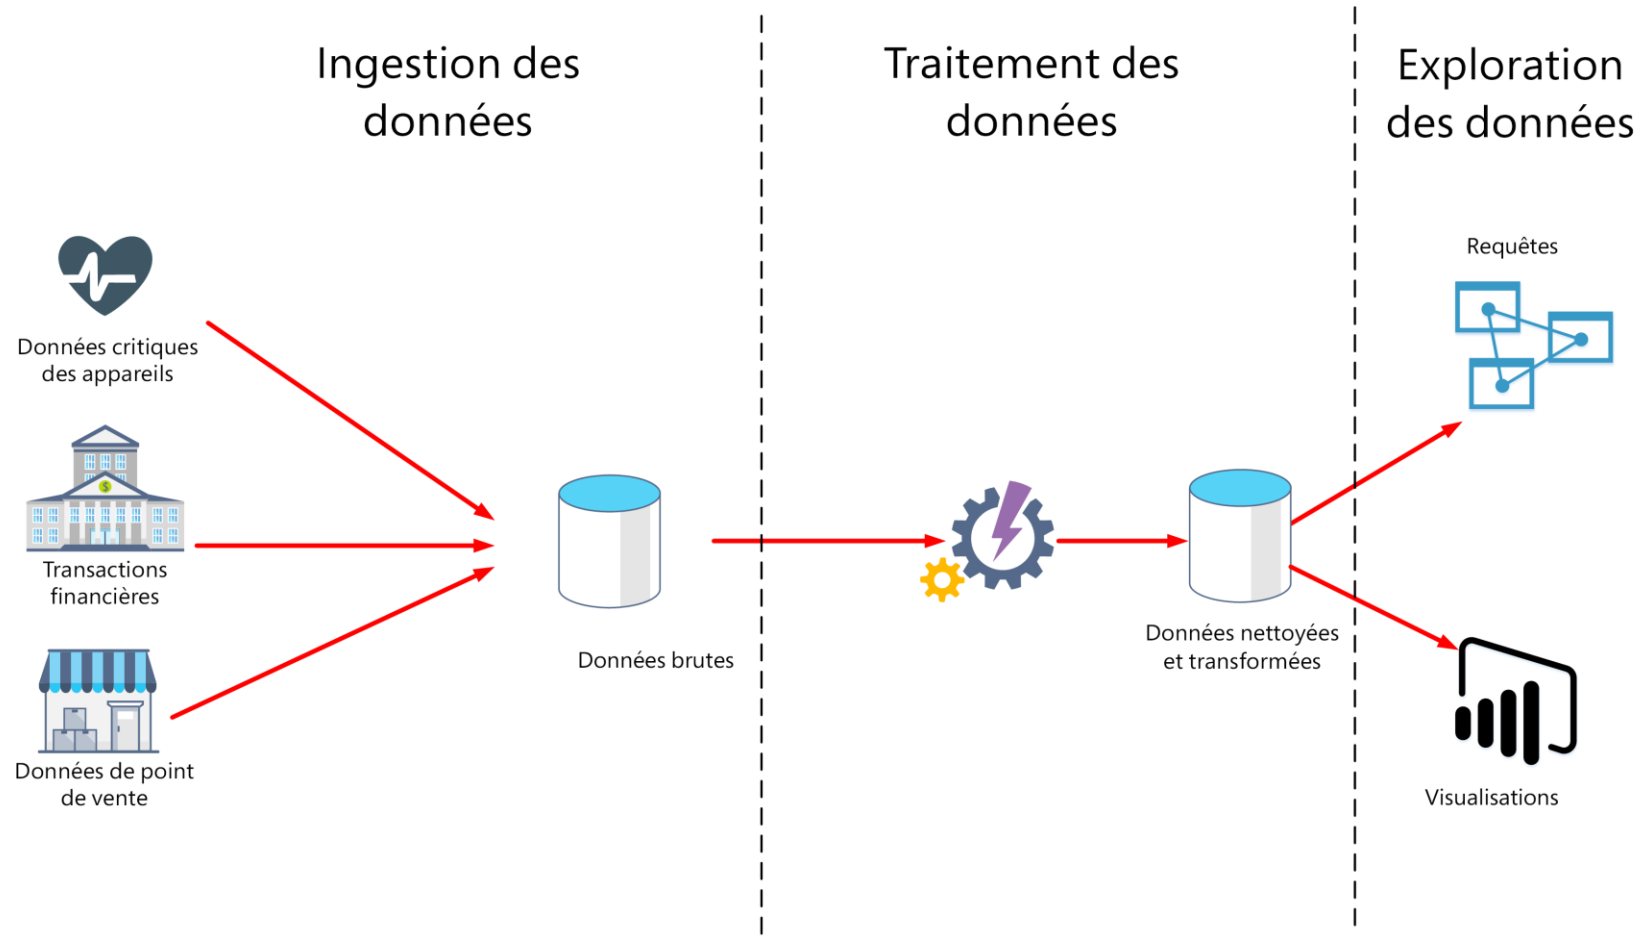 Ingestion des
données
Traitement des
données
Exploration
des données
Données critiques
des appareils
Transactions
financières
Données de point
de vente
Données brutes
$
Données nettoyées
et transformées
Requêtes
Visualisations